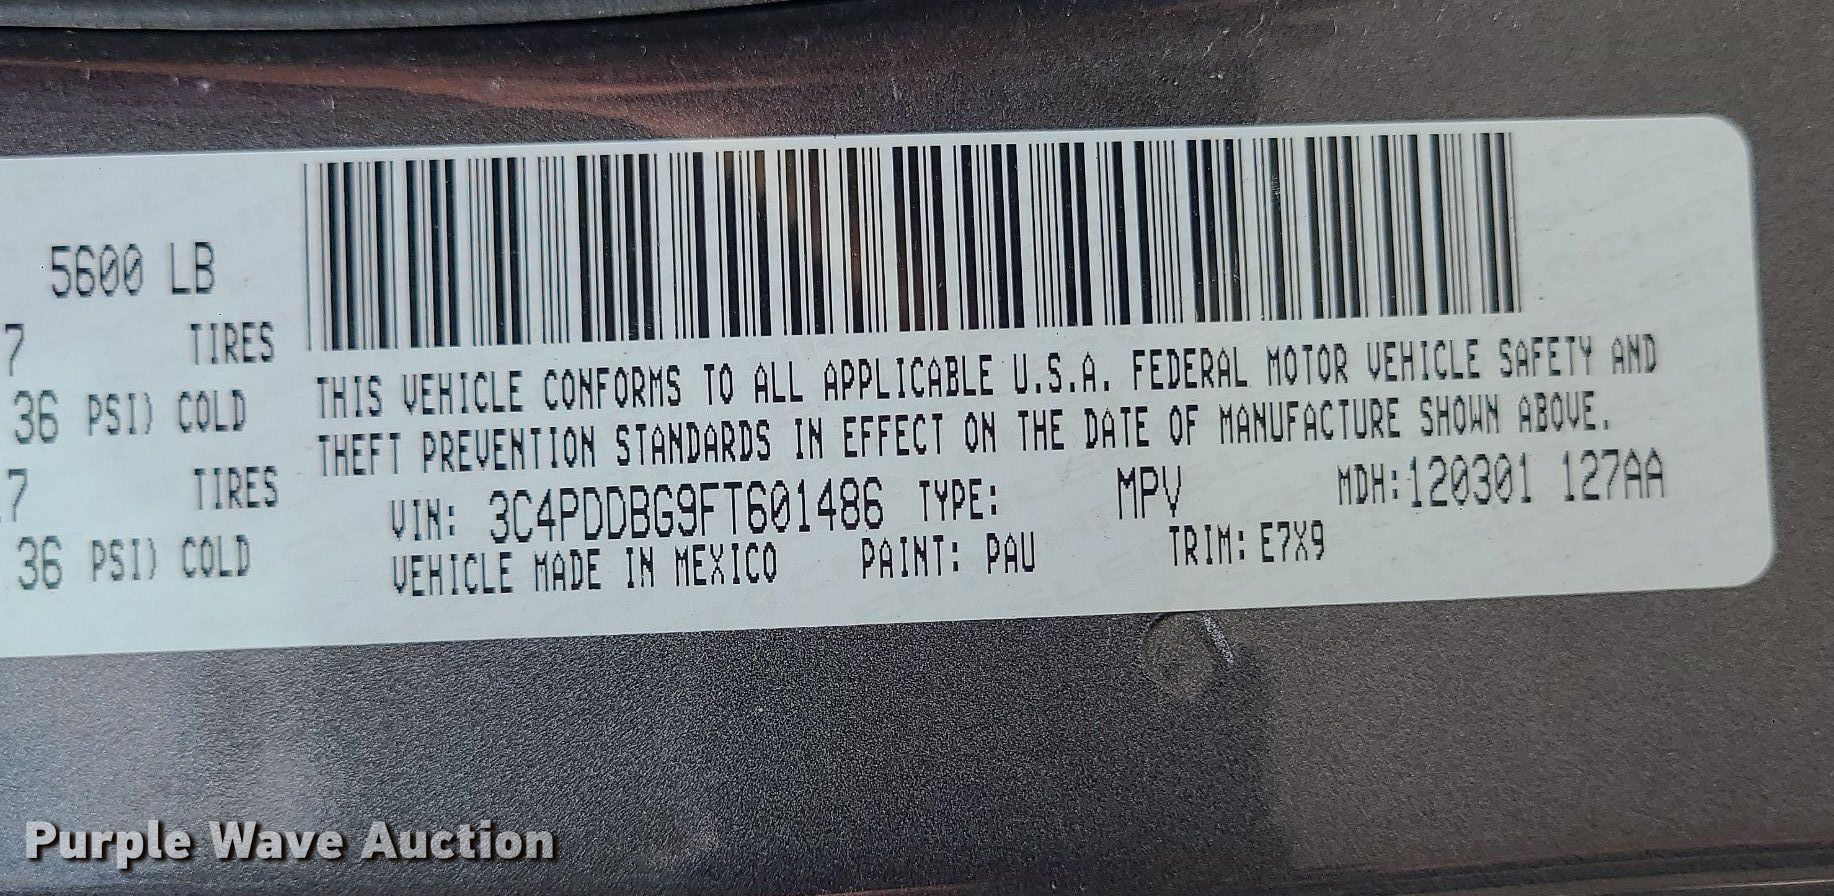 5600 LB
7 TIRES
36 PSI) COLD
7 TIRES
36 PSI) COLD
THIS VEHICLE CONFORMS TO ALL APPLICABLE U.S.A. FEDERAL MOTOR VEHICLE SAFETY AND
THEFT PREVENTION STANDARDS IN EFFECT ON THE DATE OF MANUFACTURE SHOWN ABOVE.
VIN: 3C4PDDBG9FT601486 TYPE: MPV MDH:120301 127AA
VEHICLE MADE IN MEXICO PAINT: PAU TRIM: E7X9
Purple Wave Auction